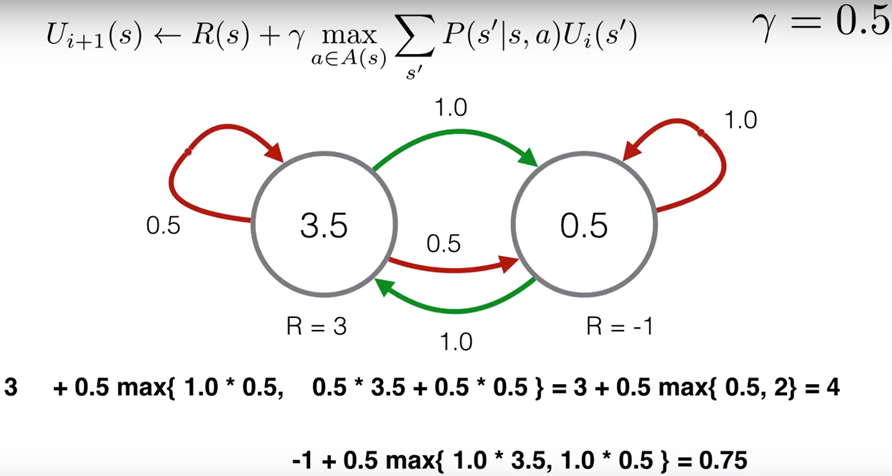 U_{i+1}(s) ← R(s) + γ max_{a∈A(s)} ∑_{s'} P(s'|s, a)U_i(s')
γ = 0.5
1.0
1.0
0.5
3.5
0.5
0.5
R = 3
R = -1
1.0
3 + 0.5 max{ 1.0 * 0.5, 0.5 * 3.5 + 0.5 * 0.5 } = 3 + 0.5 max{ 0.5, 2} = 4
-1 + 0.5 max{ 1.0 * 3.5, 1.0 * 0.5 } = 0.75